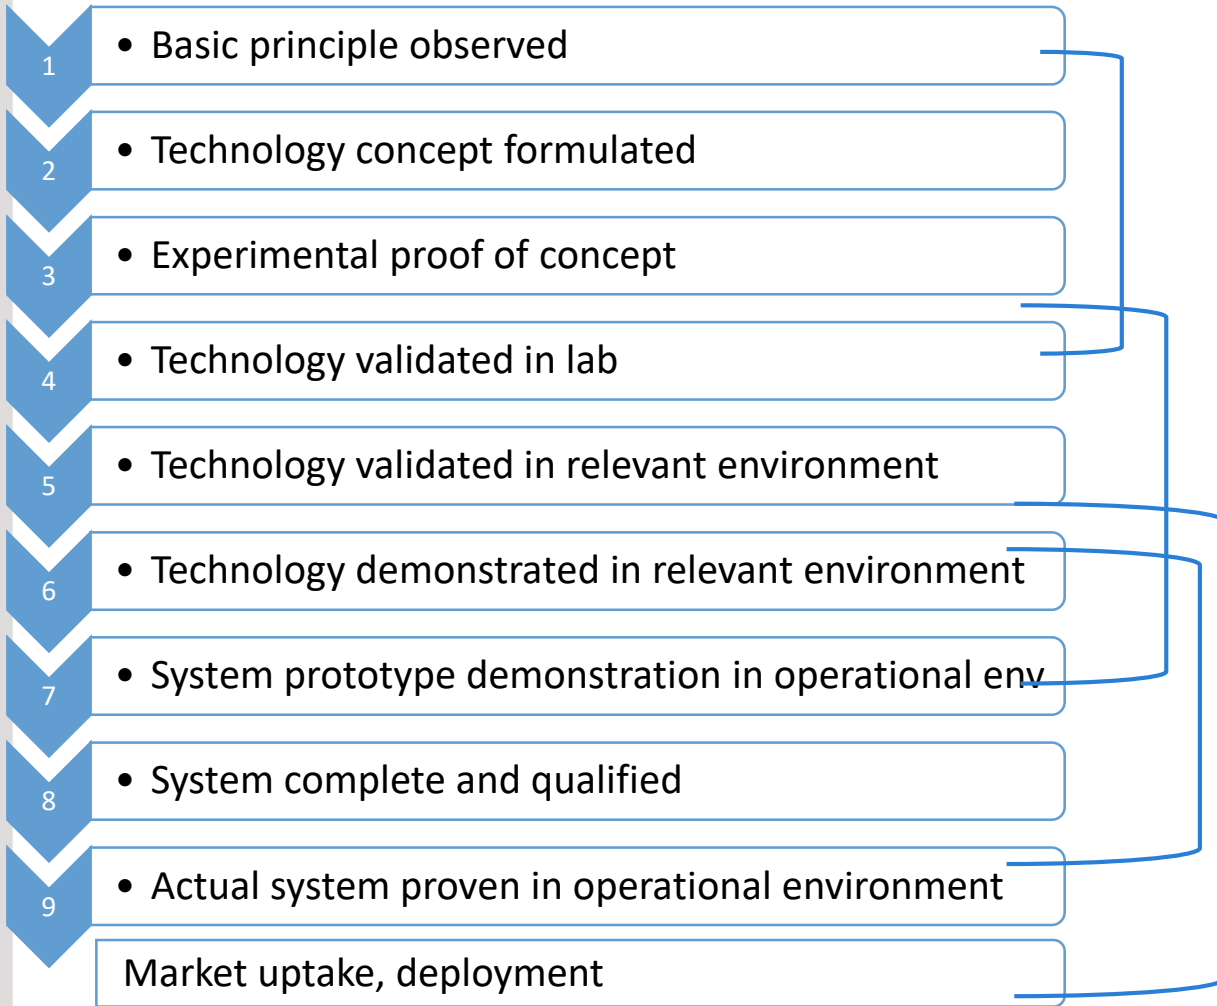 1
• Basic principle observed
2
• Technology concept formulated
3
• Experimental proof of concept
4
• Technology validated in lab
5
• Technology validated in relevant environment
6
• Technology demonstrated in relevant environment
7
• System prototype demonstration in operational env
8
• System complete and qualified
9
• Actual system proven in operational environment
Market uptake, deployment